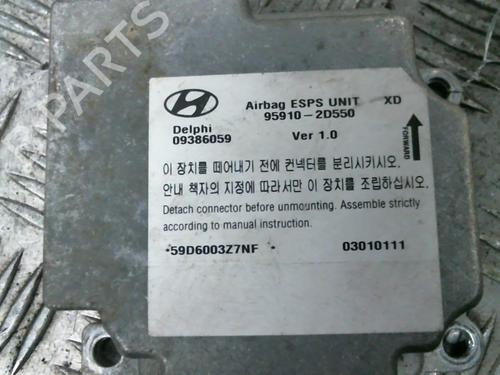 PARTS
Airbag ESPS UNIT XD
95910-2D550
Delphi
09386059
Ver 1.0
FORWARD
이 장치를 떼어내기 전에 컨넥터를 분리시키시오.
안내 책자의 지정에 따라서만 이 장치를 조립하십시오.
Detach connector before unmounting. Assemble strictly
according to manual instruction.
*59D6003Z7NF *
03010111